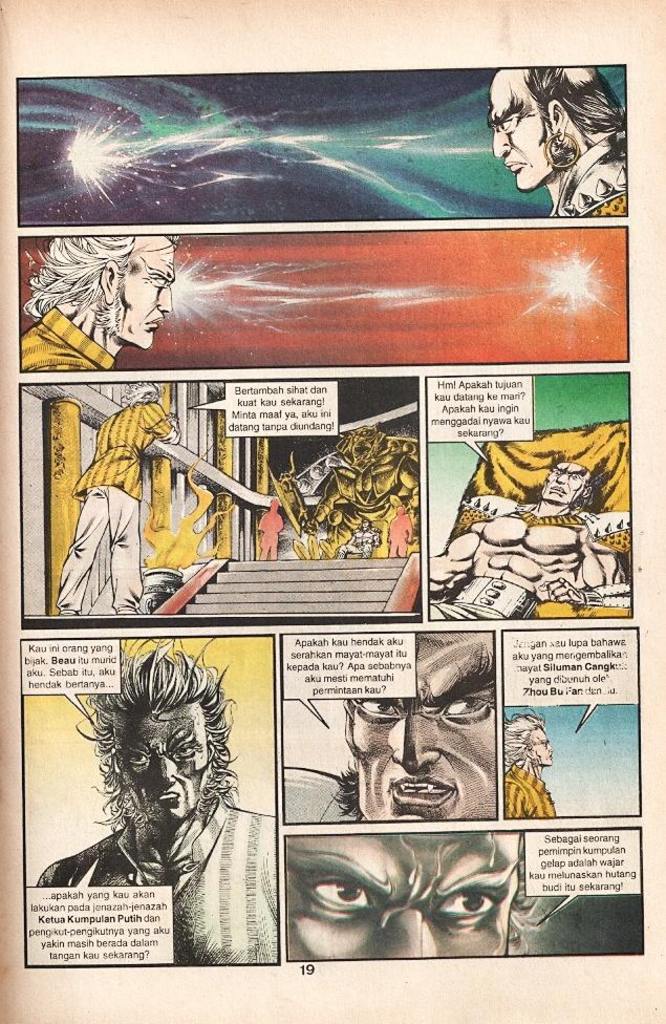 Bertambah sihat dan
kuat kau sekarang!
Minta maaf ya, aku ini
datang tanpa diundang!
Hm! Apakah tujuan
kau datang ke mari?
Apakah kau ingin
menggadai nyawa kau
sekarang?
Kau ini orang yang
bijak. Beau itu murid
aku. Sebab itu, aku
hendak bertanya...
...apakah yang kau akan
lakukan pada jenazah-jenazah
Ketua Kumpulan Putih dan
pengikut-pengikutnya yang aku
yakin masih berada dalam
tangan kau sekarang?
Apakah kau hendak aku
serahkan mayat-mayat itu
kepada kau? Apa sebabnya
aku mesti mematuhi
permintaan kau?
Jangan kau lupa bahawa
aku yang mengembalikan
mayat Siluman
yang dibunuh oleh
Zhou Bu Fan
Sebagai seorang
pemimpin kumpulan
gelap adalah wajar
kau melunaskan hutang
budi itu sekarang!
19